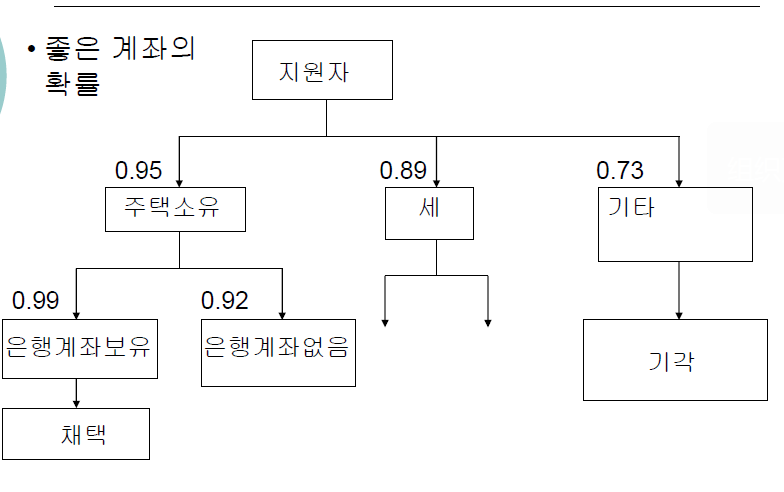 • 좋은 계좌의
확률
지원자
0.95
0.89
0.73
주택소유
세
기타
0.99
0.92
은행계좌보유
은행계좌없음
기각
채택